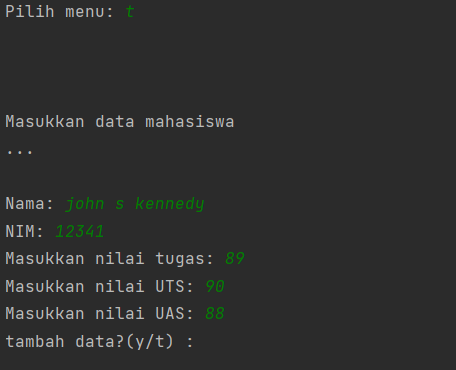 Pilih menu: t
Masukkan data mahasiswa
...
Nama: john s kennedy
NIM: 12341
Masukkan nilai tugas: 89
Masukkan nilai UTS: 90
Masukkan nilai UAS: 88
tambah data?(y/t) :